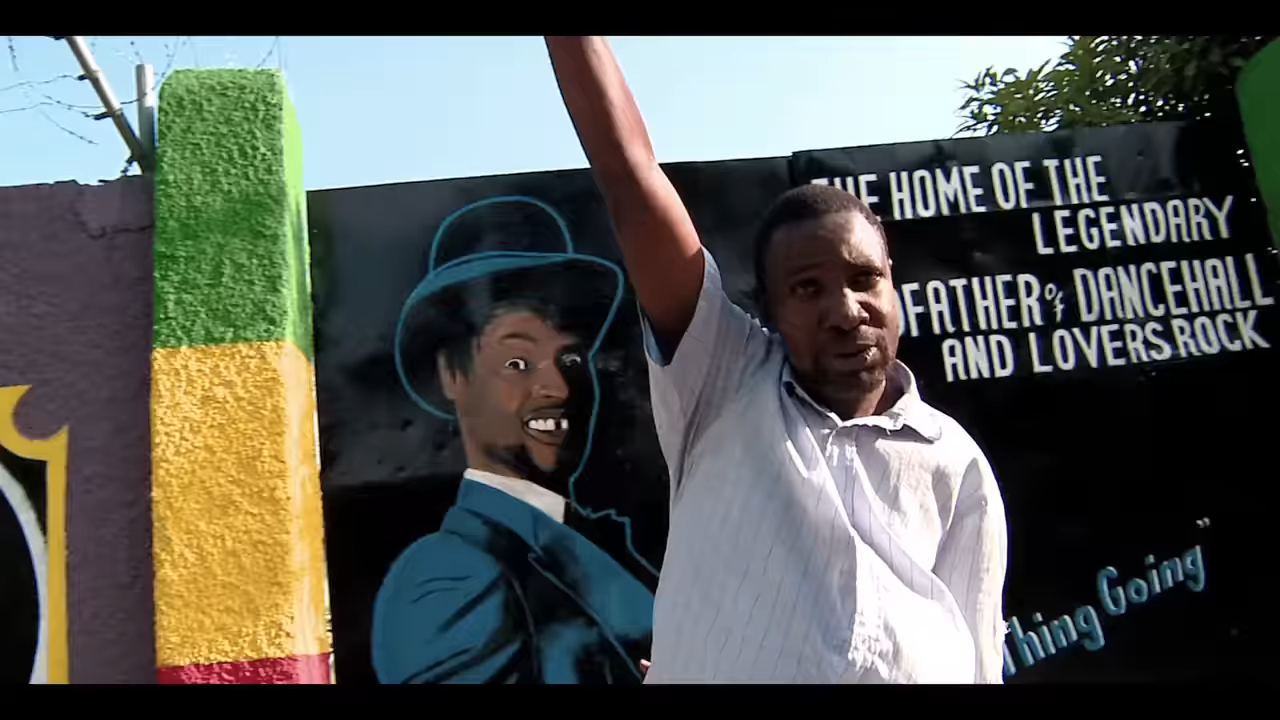 THE HOME OF THE
LEGENDARY
FATHER of DANCEHALL
AND LOVERS ROCK
Thing Going"